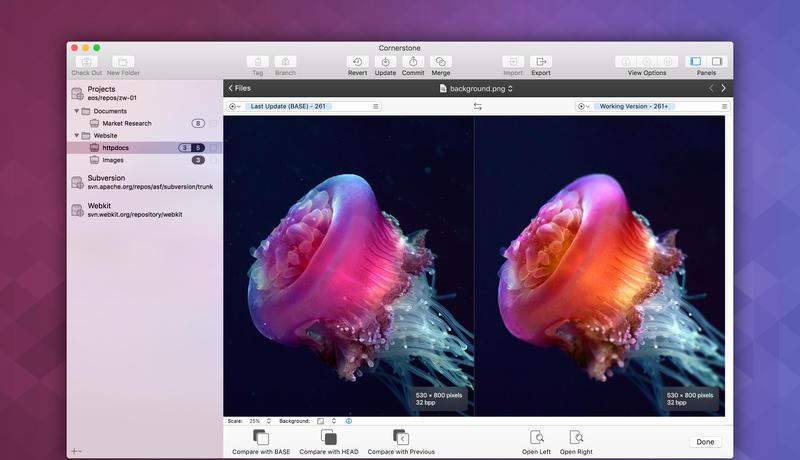 Cornerstone
Check Out New Folder Tag Branch Revert Update Commit Merge Import Export View Options Panels
Projects
eos/repos/zw-01
Documents
Market Research 8
Website
httpdocs 3 5
Images 3
Subversion
svn.apache.org/repos/asf/subversion/trunk
Webkit
svn.webkit.org/repository/webkit
Files background.png
Last Update (BASE) - 261 Working Version - 261+
530 × 800 pixels
32 bpp
530 × 800 pixels
32 bpp
Scale: 25% Background:
Compare with BASE Compare with HEAD Compare with Previous Open Left Open Right Done